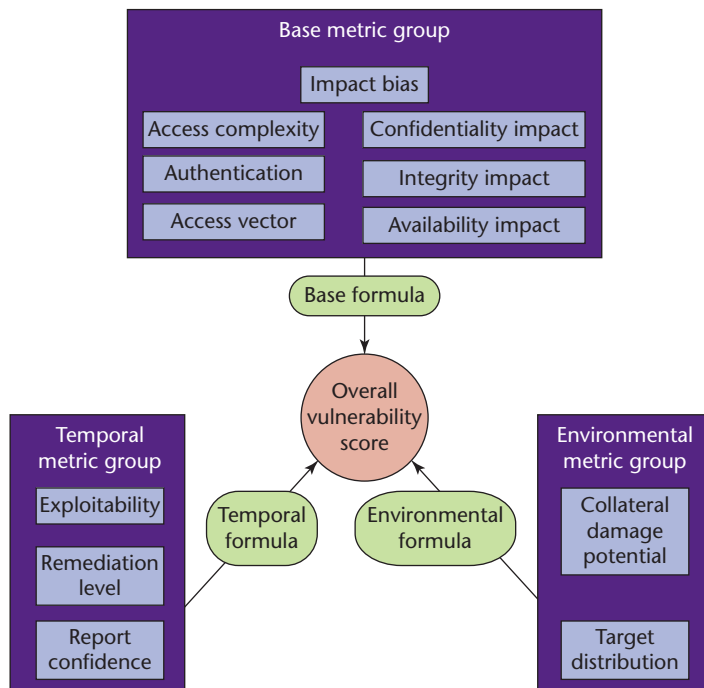 Base metric group
Impact bias
Access complexity
Confidentiality impact
Authentication
Integrity impact
Access vector
Availability impact
Base formula
Overall
vulnerability
score
Temporal
metric group
Exploitability
Remediation
level
Report
confidence
Temporal
formula
Environmental
formula
Environmental
metric group
Collateral
damage
potential
Target
distribution